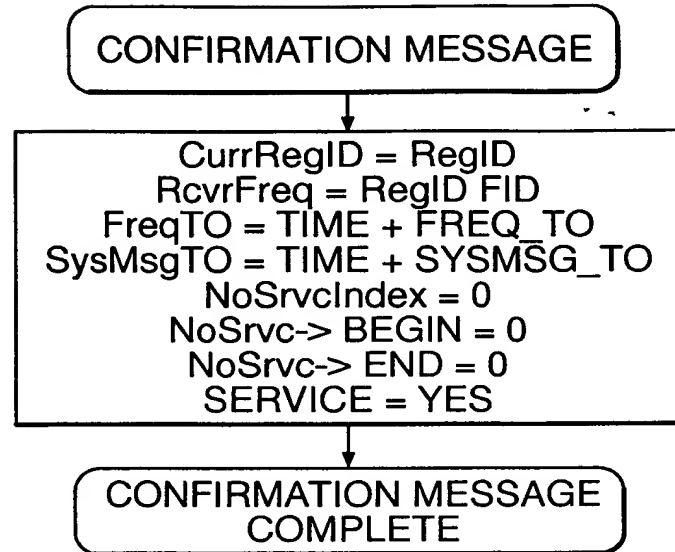 CONFIRMATION MESSAGE
CurrRegID = RegID
RcvrFreq = RegID FID
FreqTO = TIME + FREQ_TO
SysMsgTO = TIME + SYSMSG_TO
NoSrvcIndex = 0
NoSrvc-> BEGIN = 0
NoSrvc-> END = 0
SERVICE = YES
CONFIRMATION MESSAGE
COMPLETE